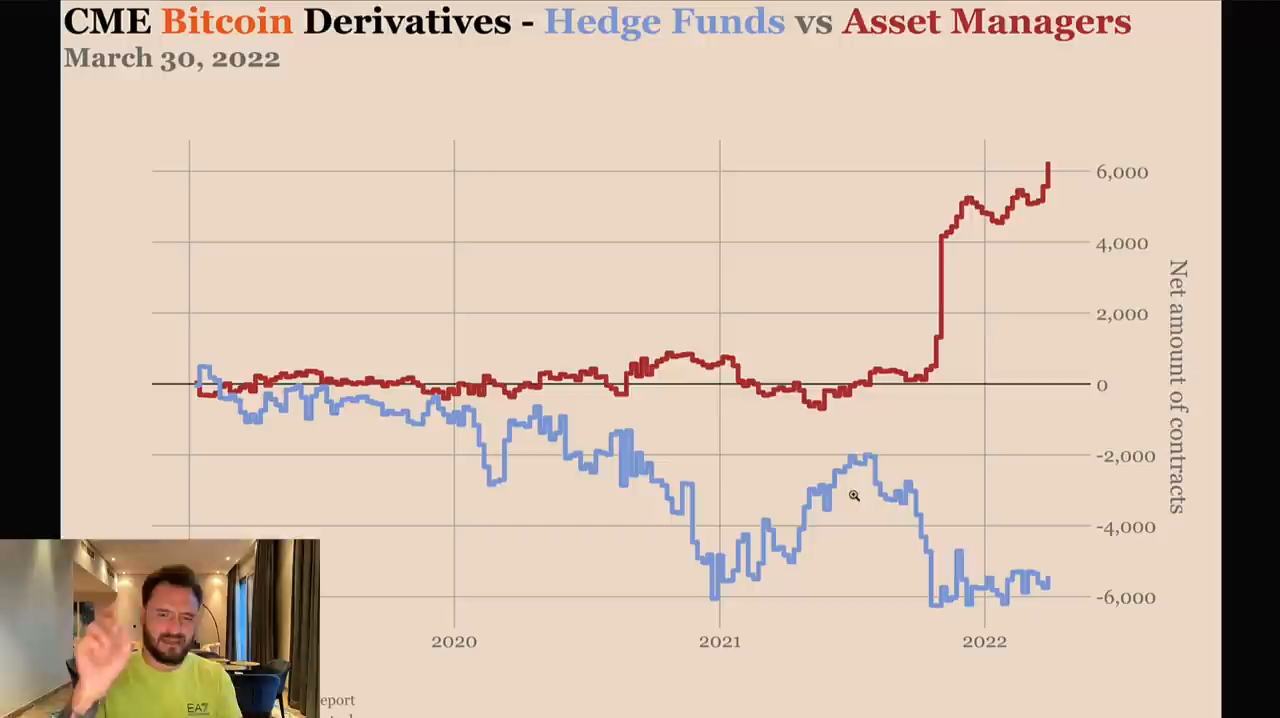 CME Bitcoin Derivatives - Hedge Funds vs Asset Managers
March 30, 2022
6,000
4,000
2,000
0
-2,000
-4,000
-6,000
Net amount of contracts
2020
2021
2022
eport
EA7